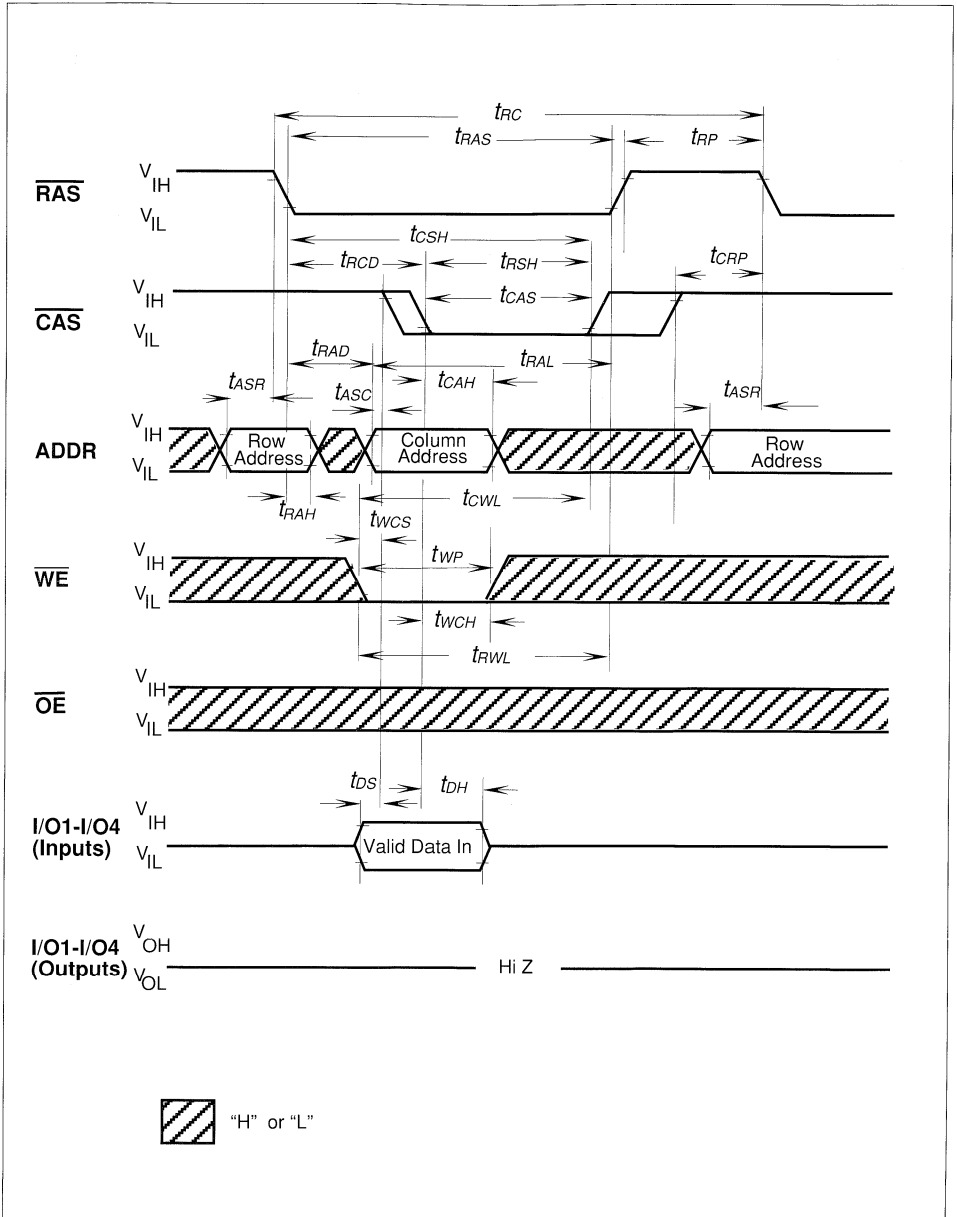 tRC
tRAS
tRP
RAS
VIH
VIL
tCSH
tRCD
tRSH
tCRP
CAS
VIH
VIL
tCAS
tRAD
tRAL
tASR
tASC
tCAH
tASR
ADDR
VIH
VIL
Row Address
Column Address
Row Address
tRAH
tCWL
tWCS
tWP
WE
VIH
VIL
tWCH
tRWL
OE
VIH
VIL
tDS
tDH
I/O1-I/O4 (Inputs)
VIH
VIL
Valid Data In
I/O1-I/O4 (Outputs)
VOH
VOL
Hi Z
“H” or “L”